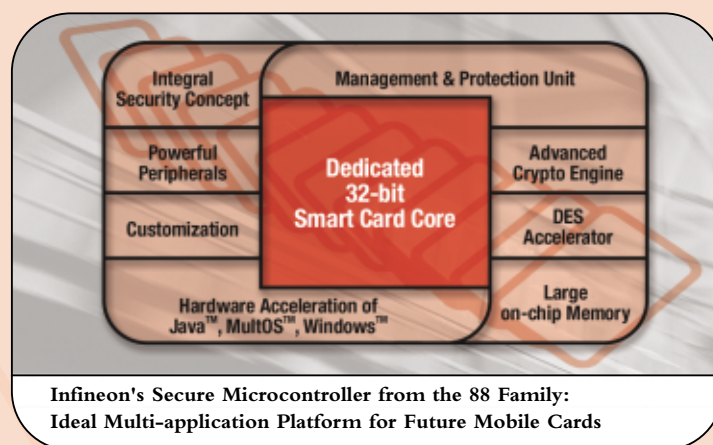 Integral
Security Concept
Management & Protection Unit
Powerful
Peripherals
Dedicated
32-bit
Smart Card Core
Advanced
Crypto Engine
Customization
DES
Accelerator
Hardware Acceleration of
Java™, MultOS™, Windows™
Large
on-chip Memory
Infineon's Secure Microcontroller from the 88 Family:
Ideal Multi-application Platform for Future Mobile Cards